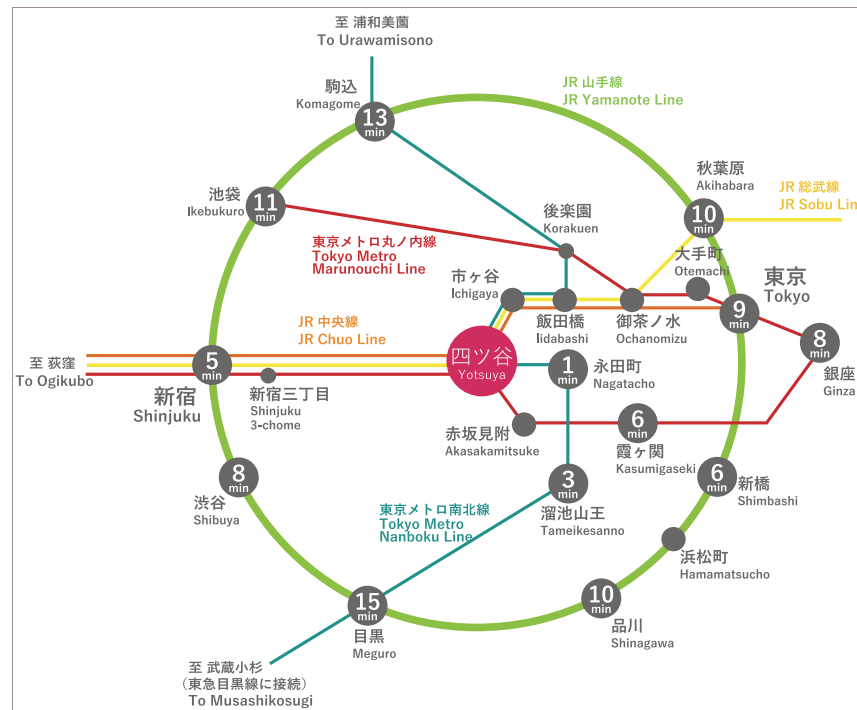 至 浦和美薗
To Urawamisono
駒込
Komagome
13
min
JR 山手線
JR Yamanote Line
秋葉原
Akihabara
10
min
JR 総武線
JR Sobu Lin
池袋
Ikebukuro
11
min
後楽園
Korakuen
東京メトロ丸ノ内線
Tokyo Metro
Marunouchi Line
大手町
Otemachi
東京
Tokyo
9
min
市ヶ谷
Ichigaya
飯田橋
Iidabashi
御茶ノ水
Ochanomizu
JR 中央線
JR Chuo Line
8
min
銀座
Ginza
至 荻窪
To Ogikubo
5
min
新宿
Shinjuku
新宿三丁目
Shinjuku
3-chome
四ツ谷
Yotsuya
1
min
永田町
Nagatacho
赤坂見附
Akasakamitsuke
6
min
霞ヶ関
Kasumigaseki
8
min
渋谷
Shibuya
6
min
新橋
Shimbashi
東京メトロ南北線
Tokyo Metro
Nanboku Line
3
min
溜池山王
Tameikesanno
浜松町
Hamamatsucho
15
min
目黒
Meguro
10
min
品川
Shinagawa
至 武蔵小杉
（東急目黒線に接続）
To Musashikosugi